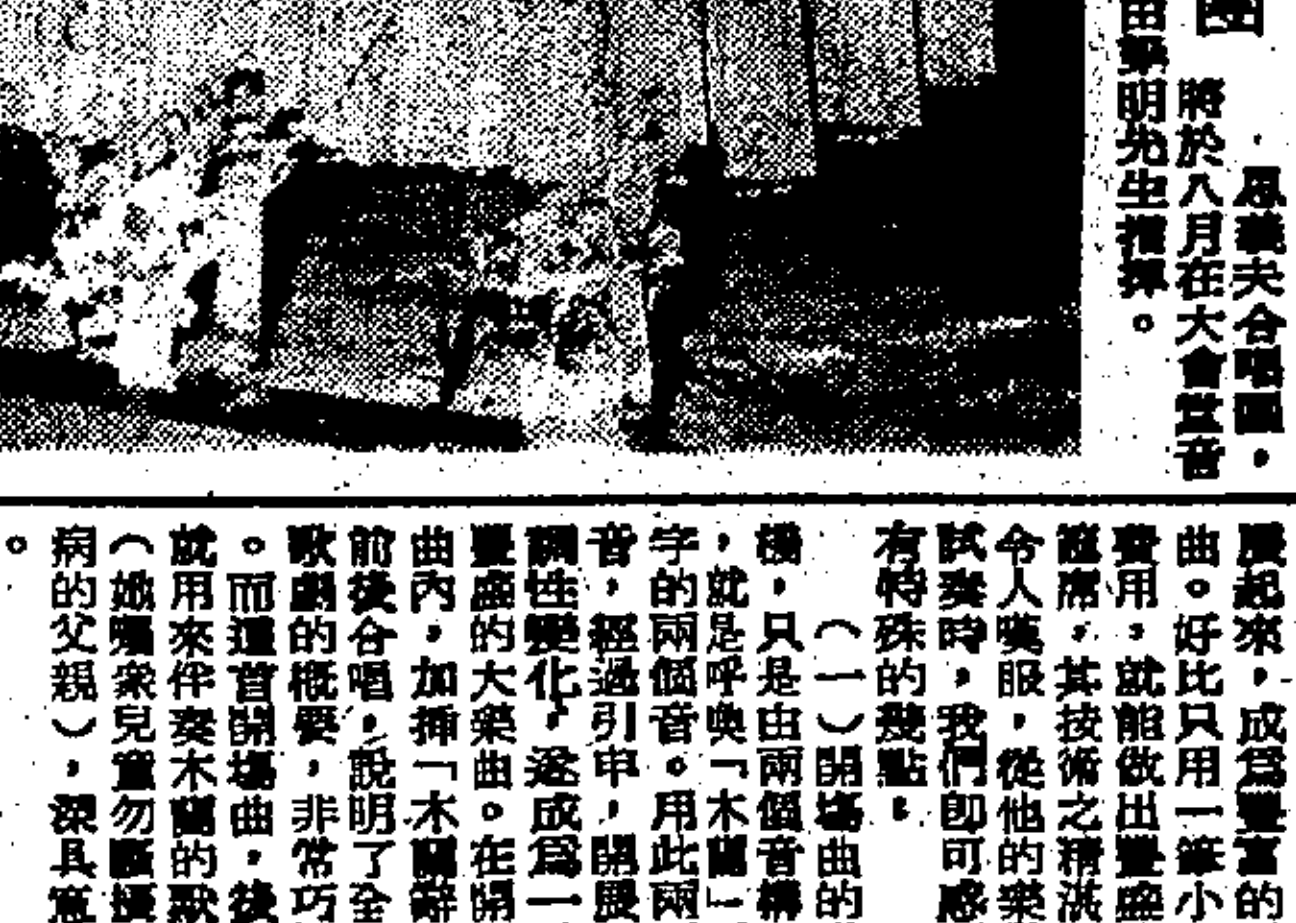 團
恩義夫合唱團，
將於八月在大會堂音
明先生指揮。
展起來，成爲豐富的
曲。好比只用一筆小
費用，就能做出豐盛
筵席，其技術之精湛
令人嘆服，從他的樂
試奏時，我們即可感
有特殊的幾點：
（一）開場曲的
機，只是由兩個音構
，就是呼喚「木蘭」
字的兩個音。用此兩
音，經過引申，開展
調性變化，遂成爲一
豐盛的大樂曲。在開
曲內，加揷「木蘭辭
前後合唱，說明了全
歌劇的概要，非常巧
。而這首開場曲，後
就用來伴奏木蘭的歌
（她囑衆兒童勿騷擾
病的父親），深具意
。